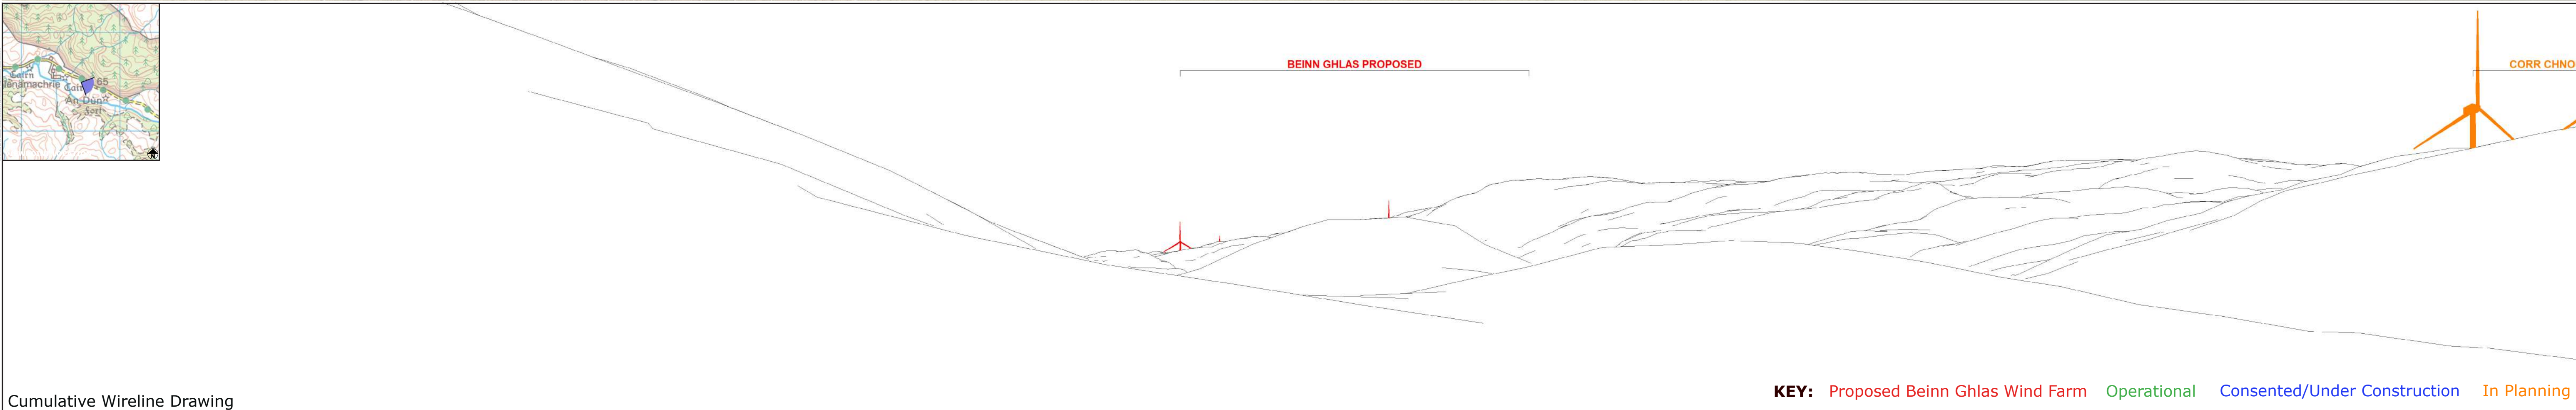 Cairn
65
An Dùn
Fort
BEINN GHLAS PROPOSED
CORR CHNO
Cumulative Wireline Drawing
KEY: Proposed Beinn Ghlas Wind Farm Operational Consented/Under Construction In Planning